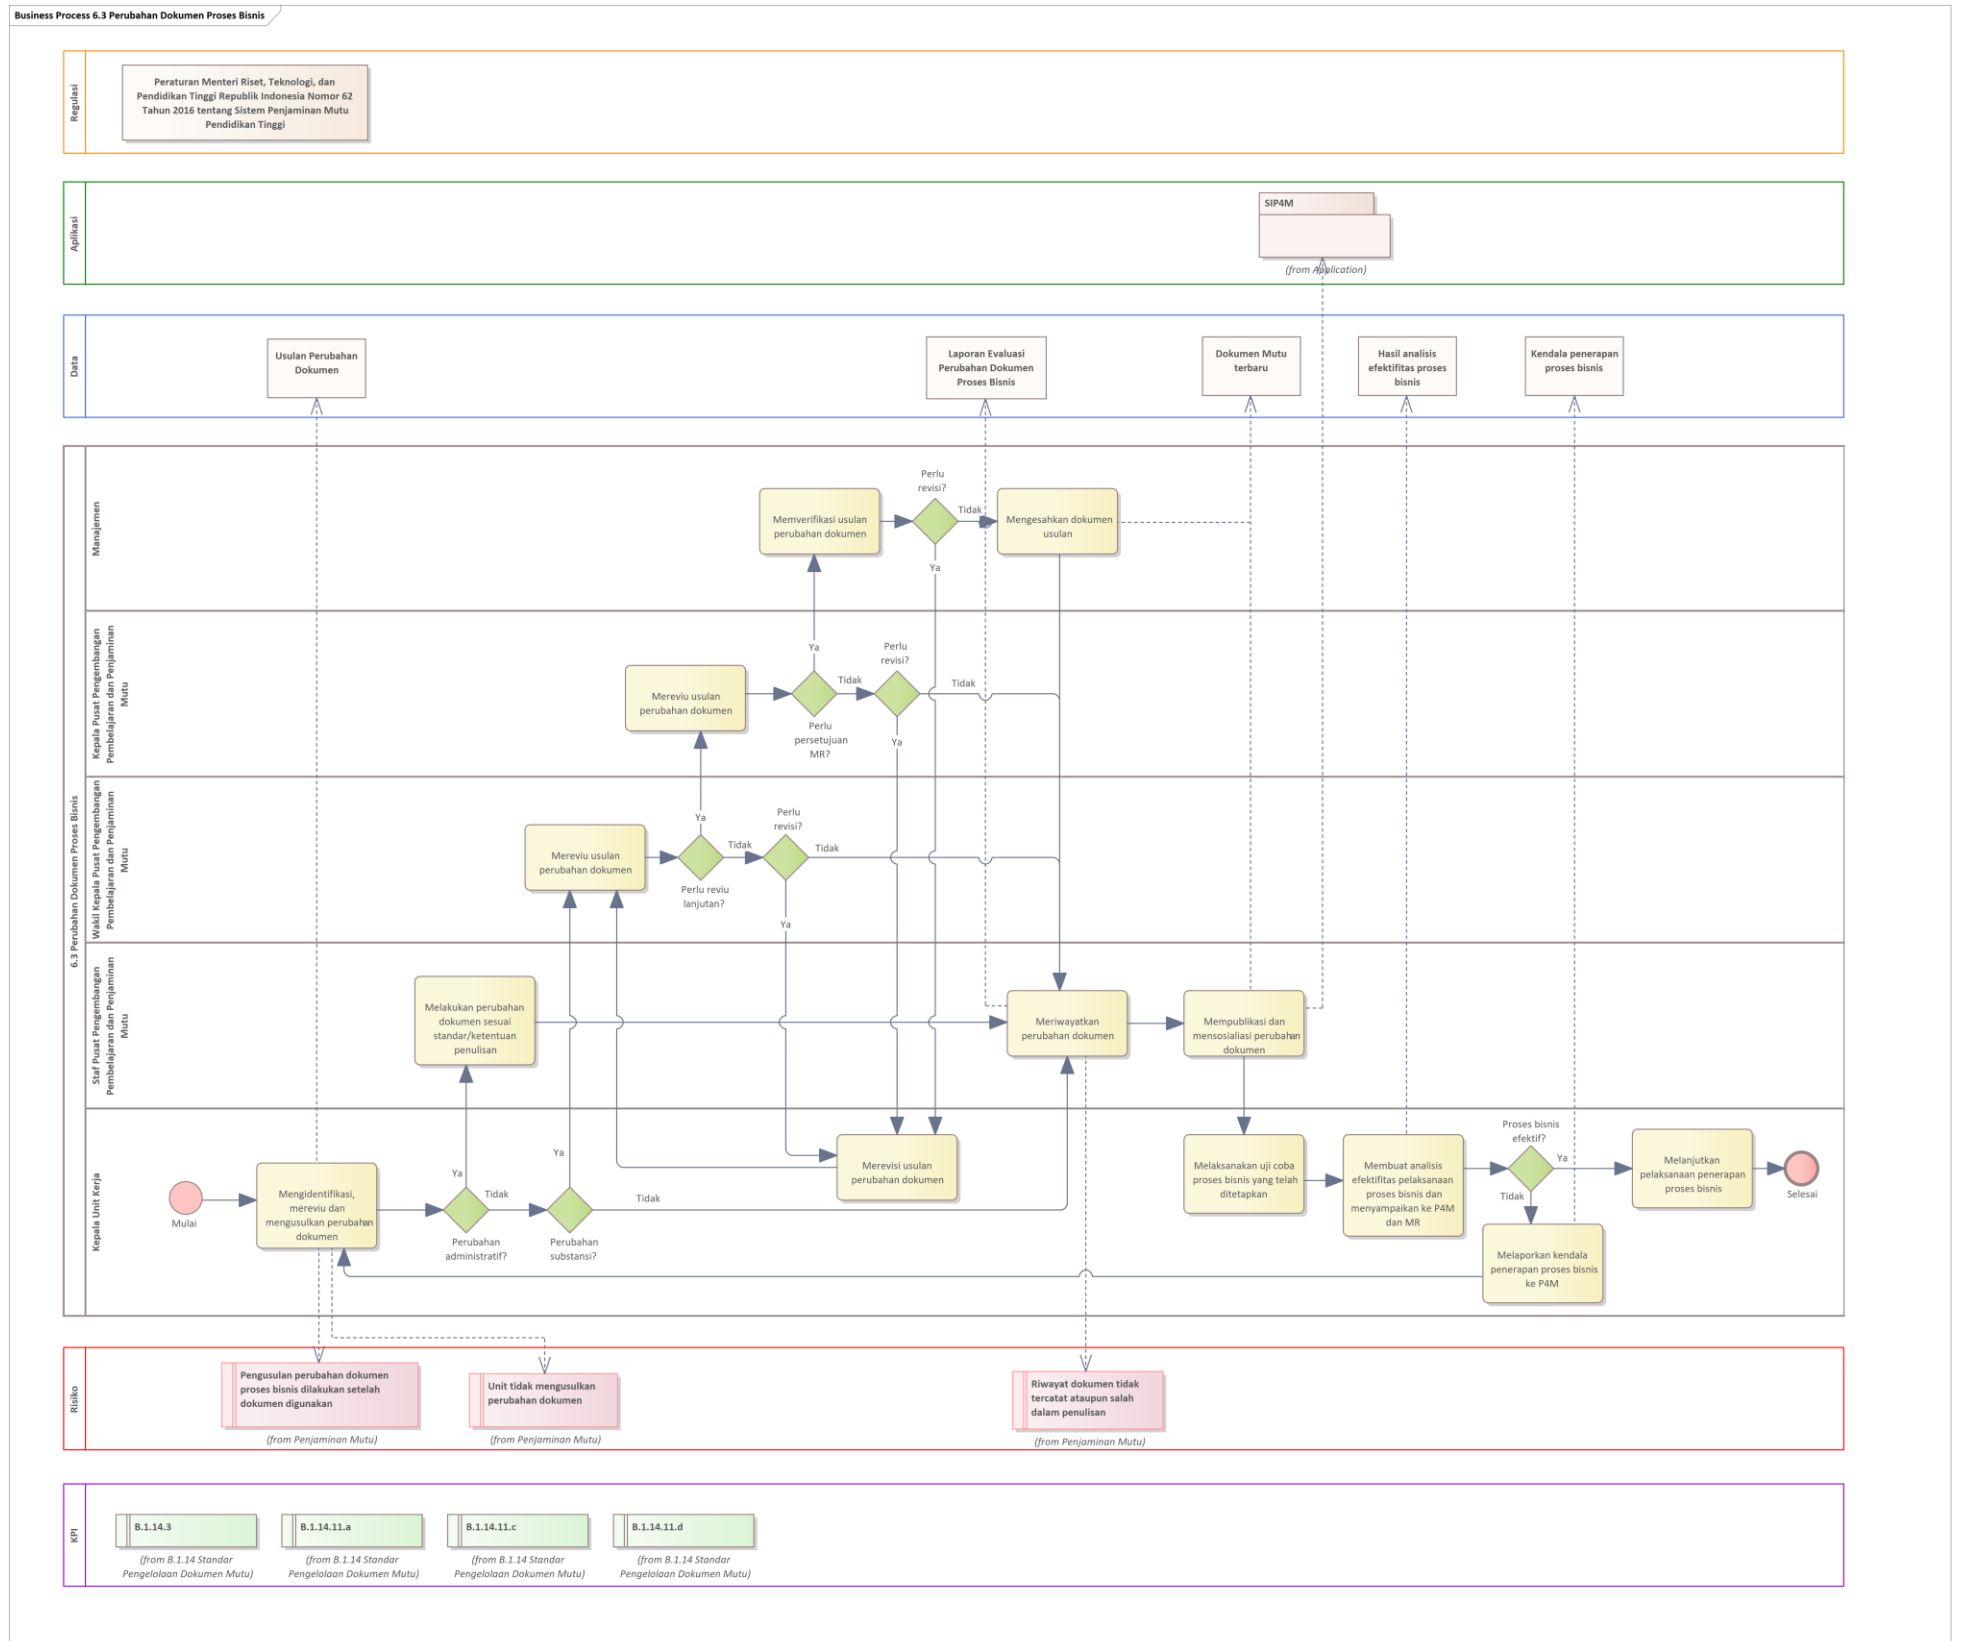 Business Process 6.3 Perubahan Dokumen Proses Bisnis
Regulasi
Peraturan Menteri Riset, Teknologi, dan
Pendidikan Tinggi Republik Indonesia Nomor 62
Tahun 2016 tentang Sistem Penjaminan Mutu
Pendidikan Tinggi
Aplikasi
SIP4M
(from Application)
Data
Usulan Perubahan
Dokumen
Laporan Evaluasi
Perubahan Dokumen
Proses Bisnis
Dokumen Mutu
terbaru
Hasil analisis
efektifitas proses
bisnis
Kendala penerapan
proses bisnis
6.3 Perubahan Dokumen Proses Bisnis
Manajemen
Memverifikasi usulan
perubahan dokumen
Perlu
revisi?
Tidak
Ya
Mengesahkan dokumen
usulan
Kepala Pusat Pengembangan
Pembelajaran dan Penjaminan
Mutu
Mereviu usulan
perubahan dokumen
Ya
Tidak
Perlu
persetujuan
MR?
Perlu
revisi?
Tidak
Ya
Wakil Kepala Pusat Pengembangan
Pembelajaran dan Penjaminan
Mutu
Mereviu usulan
perubahan dokumen
Ya
Tidak
Perlu reviu
lanjutan?
Perlu
revisi?
Tidak
Ya
Staf Pusat Pengembangan
Pembelajaran dan Penjaminan
Mutu
Melakukan perubahan
dokumen sesuai
standar/ketentuan
penulisan
Meriwayatkan
perubahan dokumen
Mempublikasi dan
mensosialiasi perubahan
dokumen
Kepala Unit Kerja
Mulai
Mengidentifikasi,
mereviu dan
mengusulkan perubahan
dokumen
Ya
Tidak
Perubahan
administratif?
Ya
Tidak
Perubahan
substansi?
Merevisi usulan
perubahan dokumen
Melaksanakan uji coba
proses bisnis yang telah
ditetapkan
Membuat analisis
efektifitas pelaksanaan
proses bisnis dan
menyampaikan ke P4M
dan MR
Proses bisnis
efektif?
Ya
Tidak
Melaporkan kendala
penerapan proses bisnis
ke P4M
Melanjutkan
pelaksanaan penerapan
proses bisnis
Selesai
Risiko
Pengusulan perubahan dokumen
proses bisnis dilakukan setelah
dokumen digunakan
(from Penjaminan Mutu)
Unit tidak mengusulkan
perubahan dokumen
(from Penjaminan Mutu)
Riwayat dokumen tidak
tercatat ataupun salah
dalam penulisan
(from Penjaminan Mutu)
KPI
B.1.14.3
(from B.1.14 Standar
Pengelolaan Dokumen Mutu)
B.1.14.11.a
(from B.1.14 Standar
Pengelolaan Dokumen Mutu)
B.1.14.11.c
(from B.1.14 Standar
Pengelolaan Dokumen Mutu)
B.1.14.11.d
(from B.1.14 Standar
Pengelolaan Dokumen Mutu)